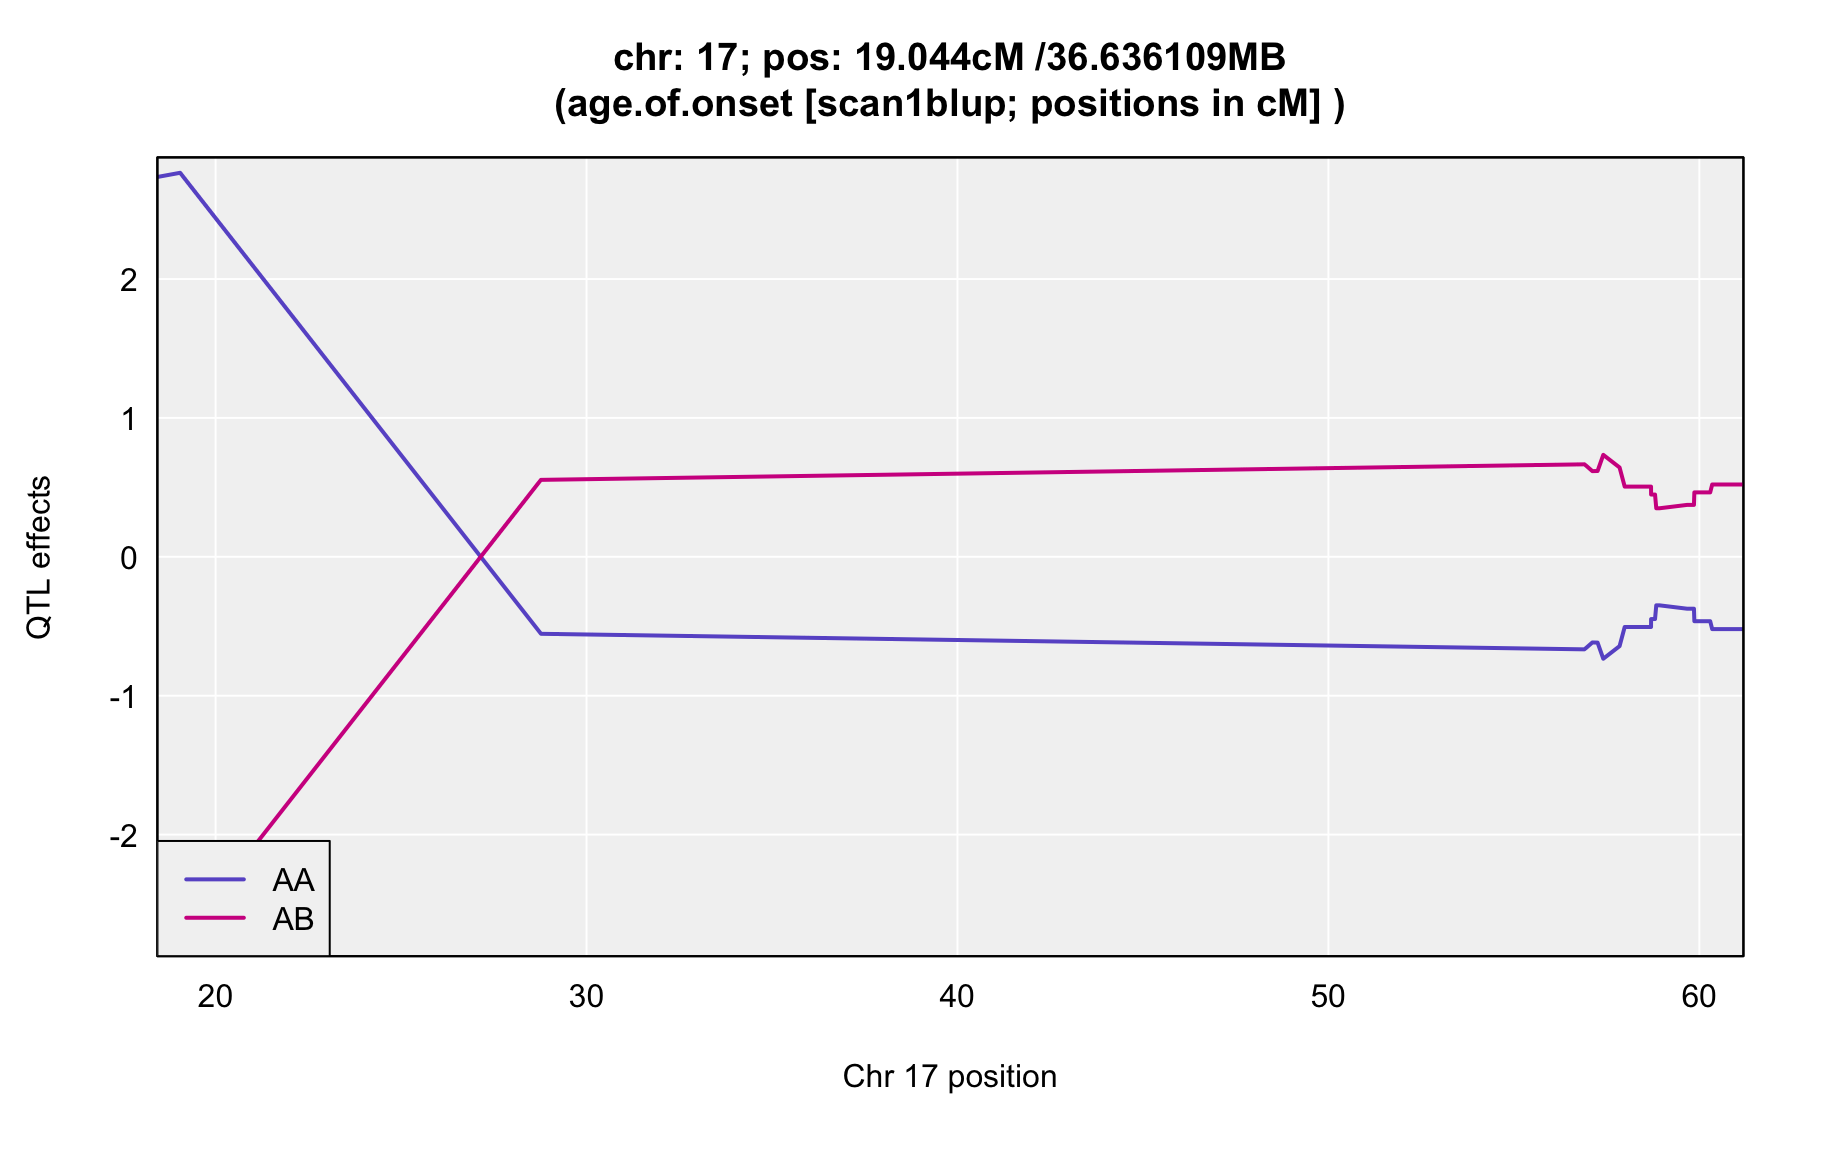 chr: 17; pos: 19.044cM /36.636109MB
(age.of.onset [scan1blup; positions in cM] )
QTL effects
2
1
0
-1
-2
AA
AB
20 30 40 50 60
Chr 17 position